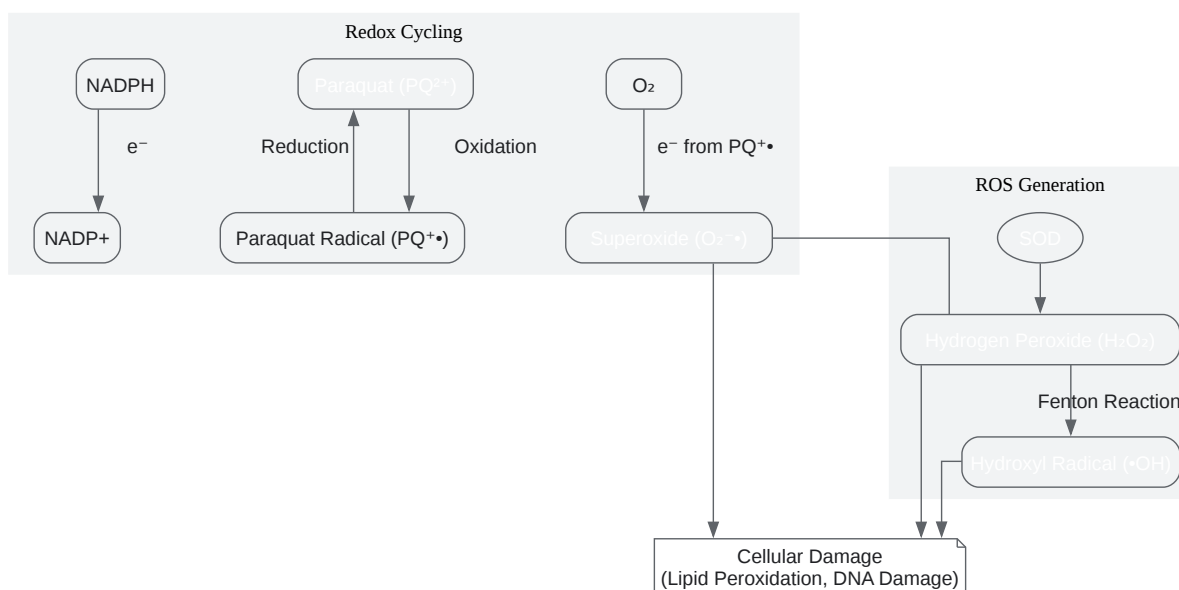 Redox Cycling
NADPH
Paraquat (PQ²⁺)
O₂
e⁻
Reduction
Oxidation
e⁻ from PQ⁺•
NADP+
Paraquat Radical (PQ⁺•)
Superoxide (O₂⁻•)
ROS Generation
SOD
Hydrogen Peroxide (H₂O₂)
Fenton Reaction
Hydroxyl Radical (•OH)
Cellular Damage
(Lipid Peroxidation, DNA Damage)